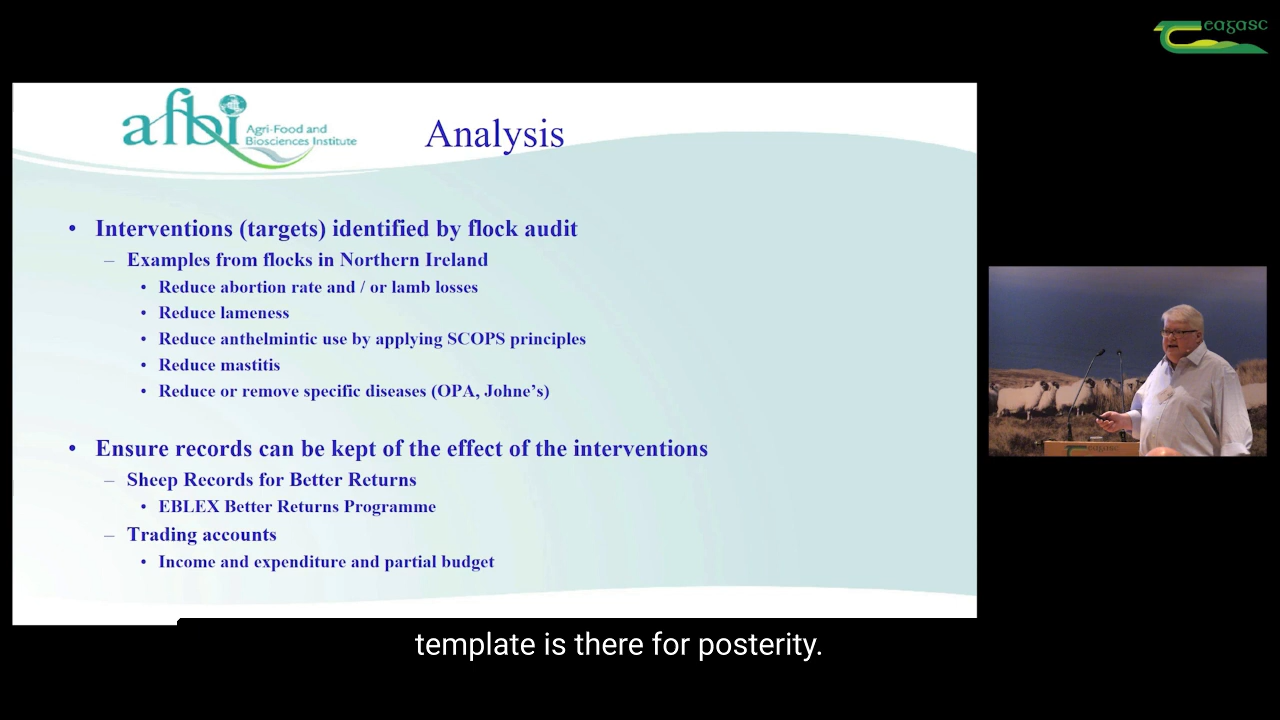 eagasc
afbi Agri-Food and
Biosciences Institute
Analysis
• Interventions (targets) identified by flock audit
– Examples from flocks in Northern Ireland
• Reduce abortion rate and / or lamb losses
• Reduce lameness
• Reduce anthelmintic use by applying SCOPS principles
• Reduce mastitis
• Reduce or remove specific diseases (OPA, Johne’s)
• Ensure records can be kept of the effect of the interventions
– Sheep Records for Better Returns
• EBLEX Better Returns Programme
– Trading accounts
• Income and expenditure and partial budget
eagasc
template is there for posterity.